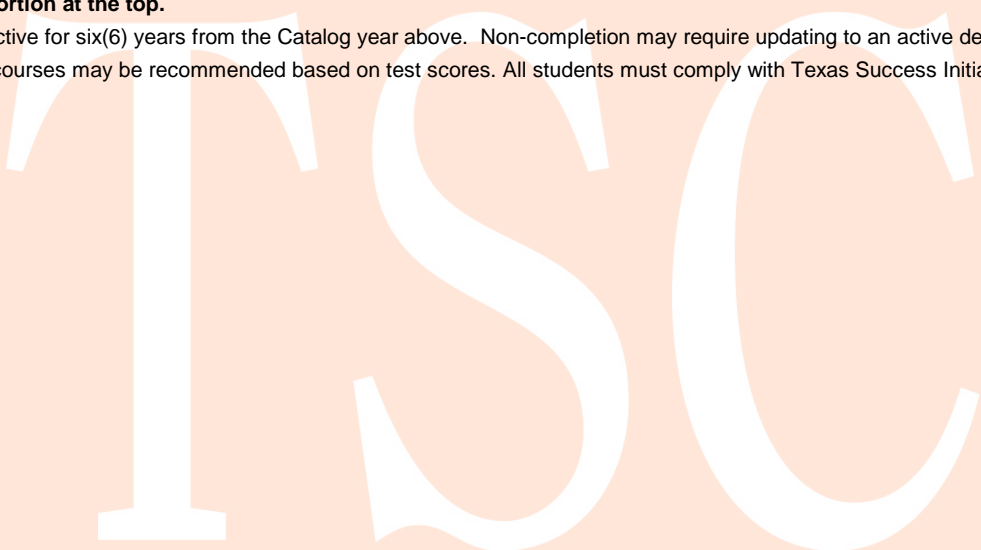 ortion at the top.
ctive for six(6) years from the Catalog year above.  Non-completion may require updating to an active de
courses may be recommended based on test scores. All students must comply with Texas Success Initia
TSC